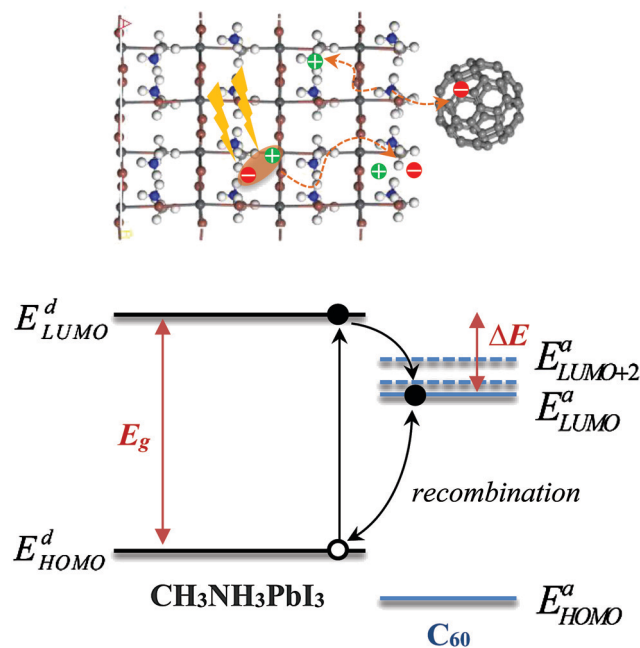 E^d_LUMO
ΔE
E^a_LUMO+2
E^a_LUMO
E_g
recombination
E^d_HOMO
CH₃NH₃PbI₃
E^a_HOMO
C₆₀